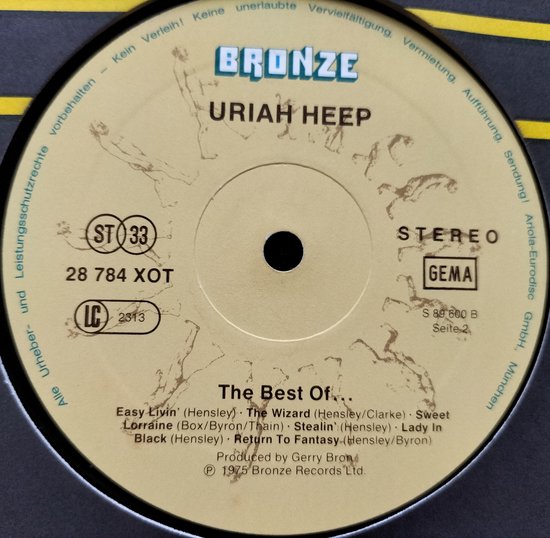 Alle Urheber- und Leistungsschutzrechte vorbehalten – Kein Verleih! Keine unerlaubte Vervielfältigung, Vermietung, Aufführung, Sendung! Ariola-Eurodisc GmbH, München
BRONZE
URIAH HEEP
ST 33
STEREO
28 784 XOT
GEMA
LC 2313
S 89 600 B
Seite 2
The Best Of...
Easy Livin' (Hensley) · The Wizard (Hensley/Clarke) · Sweet
Lorraine (Box/Byron/Thain) · Stealin' (Hensley) · Lady In
Black (Hensley) · Return To Fantasy (Hensley/Byron)
Produced by Gerry Bron
℗ 1975 Bronze Records Ltd.